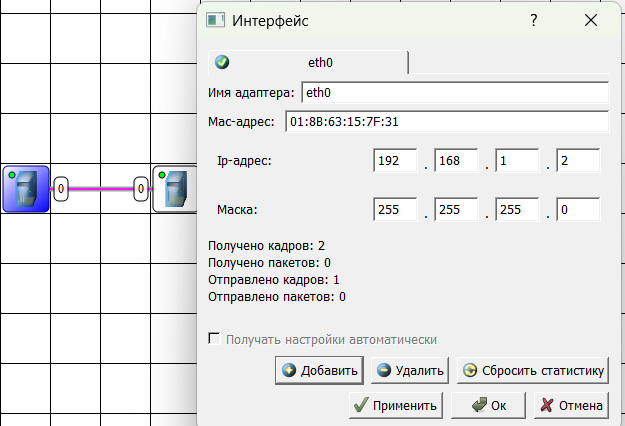 Интерфейс
eth0
Имя адаптера: eth0
Мас-адрес: 01:8B:63:15:7F:31
0 0
Ip-адрес: 192 . 168 . 1 . 2
Маска: 255 . 255 . 255 . 0
Получено кадров: 2
Получено пакетов: 0
Отправлено кадров: 1
Отправлено пакетов: 0
Получать настройки автоматически
Добавить Удалить Сбросить статистику
Применить Ок Отмена